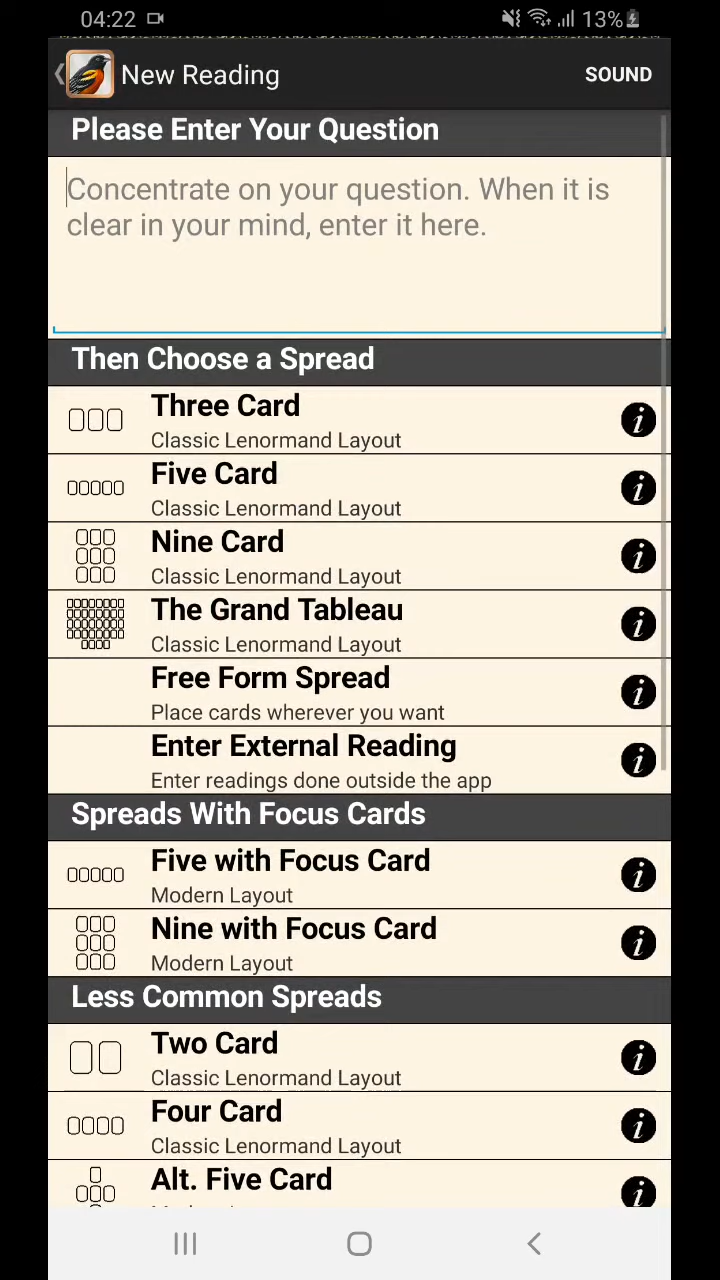 04:22 13%
New Reading SOUND
Please Enter Your Question
Concentrate on your question. When it is
clear in your mind, enter it here.
Then Choose a Spread
Three Card
Classic Lenormand Layout
Five Card
Classic Lenormand Layout
Nine Card
Classic Lenormand Layout
The Grand Tableau
Classic Lenormand Layout
Free Form Spread
Place cards wherever you want
Enter External Reading
Enter readings done outside the app
Spreads With Focus Cards
Five with Focus Card
Modern Layout
Nine with Focus Card
Modern Layout
Less Common Spreads
Two Card
Classic Lenormand Layout
Four Card
Classic Lenormand Layout
Alt. Five Card